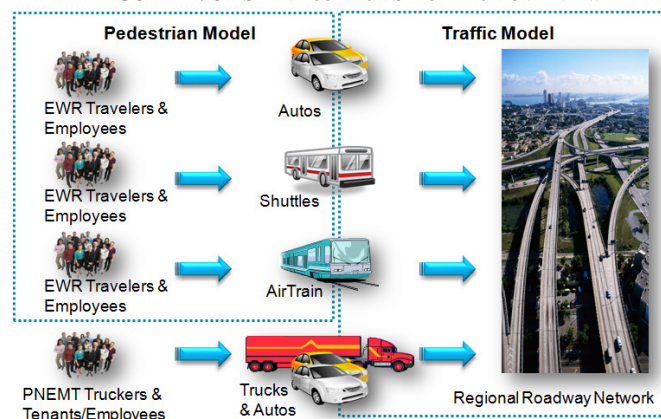 Pedestrian Model
Traffic Model
EWR Travelers &
Employees
Autos
EWR Travelers &
Employees
Shuttles
EWR Travelers &
Employees
AirTrain
PNEMT Truckers &
Tenants/Employees
Trucks
& Autos
Regional Roadway Network